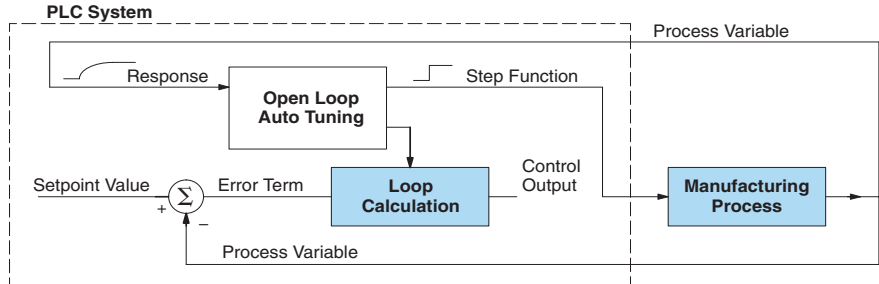 PLC System
Process Variable
Response
Step Function
Open Loop
Auto Tuning
Control
Output
Setpoint Value
+
Σ
−
Error Term
Loop
Calculation
Manufacturing
Process
Process Variable